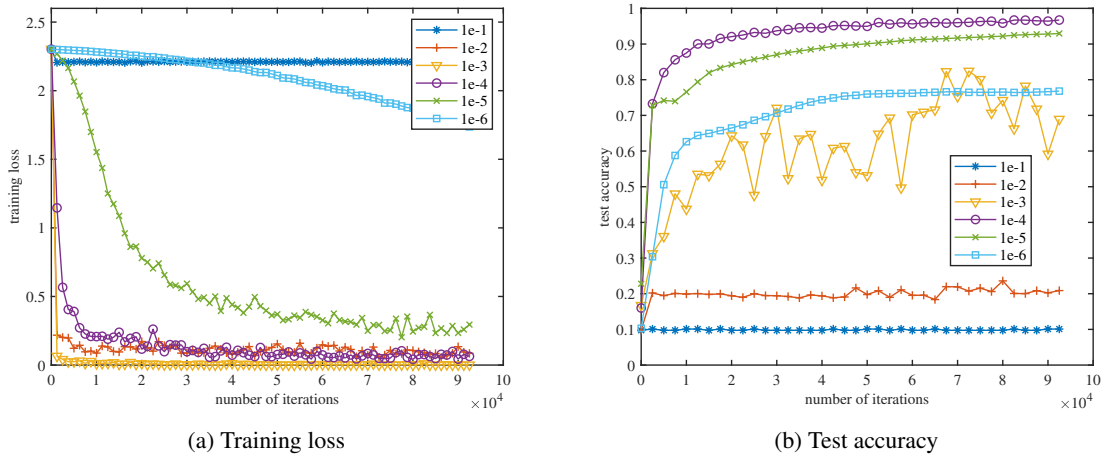 2.5
2
1.5
1
0.5
0
training loss
1e-1
1e-2
1e-3
1e-4
1e-5
1e-6
0 1 2 3 4 5 6 7 8 9 10
number of iterations
×10⁴
(a) Training loss
1
0.9
0.8
0.7
0.6
0.5
0.4
0.3
0.2
0.1
0
test accuracy
1e-1
1e-2
1e-3
1e-4
1e-5
1e-6
0 1 2 3 4 5 6 7 8 9 10
number of iterations
×10⁴
(b) Test accuracy